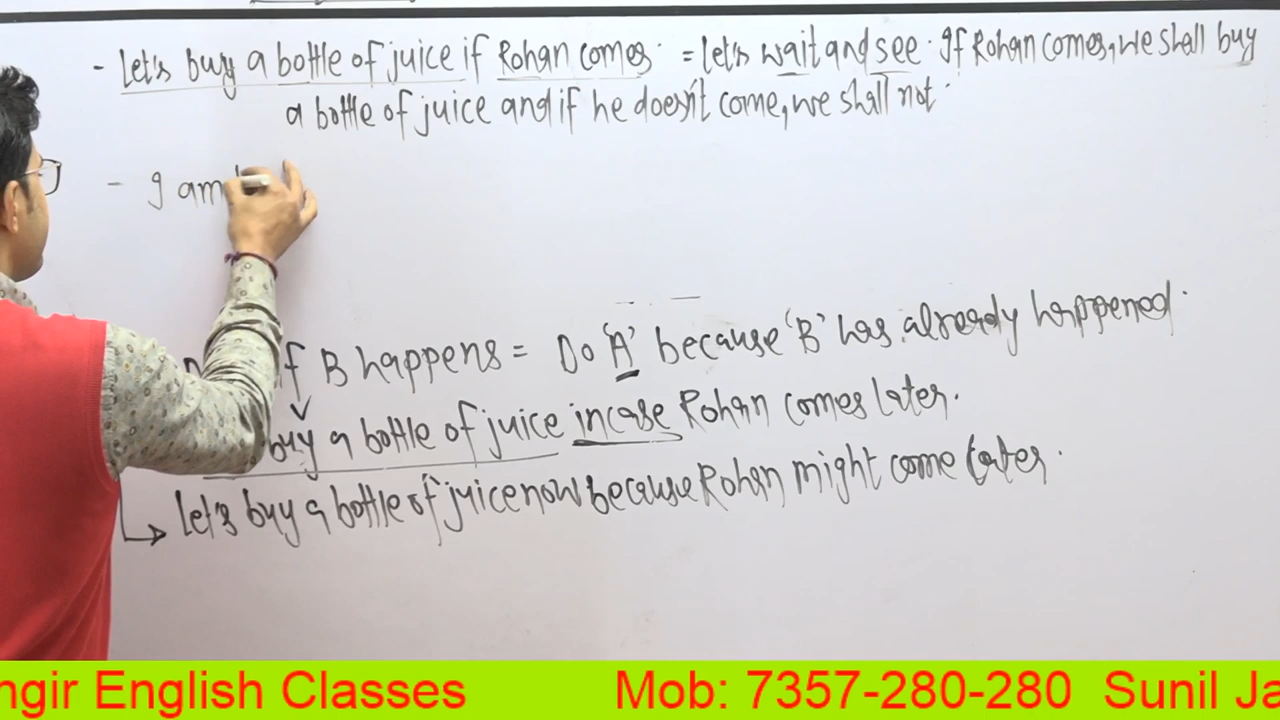 - Let's buy a bottle of juice if Rohan comes. = Let's wait and see. If Rohan comes, we shall buy
a bottle of juice and if he doesn't come, we shall not.
- I am
if B happens = Do 'A' because 'B' has already happened.
buy a bottle of juice incase Rohan comes later.
Let's buy a bottle of juice now because Rohan might come later.
ngir English Classes Mob: 7357-280-280 Sunil Ja